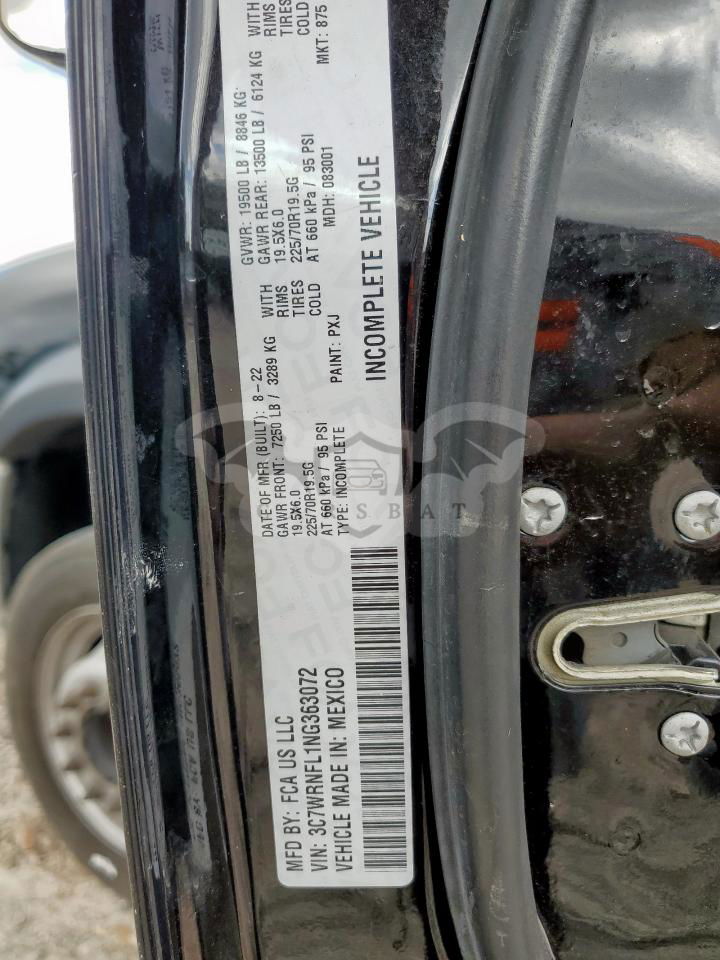 MFD BY: FCA US LLC
VIN: 3C7WRNFL1NG363072
VEHICLE MADE IN: MEXICO
DATE OF MFR (BUILT): 8-22
GAWR FRONT: 7250 LB / 3289 KG WITH
19.5X6.0 RIMS
225/70R19.5G TIRES
AT 660 kPa / 95 PSI COLD
TYPE: INCOMPLETE PAINT: PXJ
INCOMPLETE VEHICLE
GVWR: 19500 LB / 8846 KG
GAWR REAR: 13500 LB / 6124 KG WITH
19.5X6.0 RIMS
225/70R19.5G TIRES
AT 660 kPa / 95 PSI COLD
MDH: 083001 MKT: 875